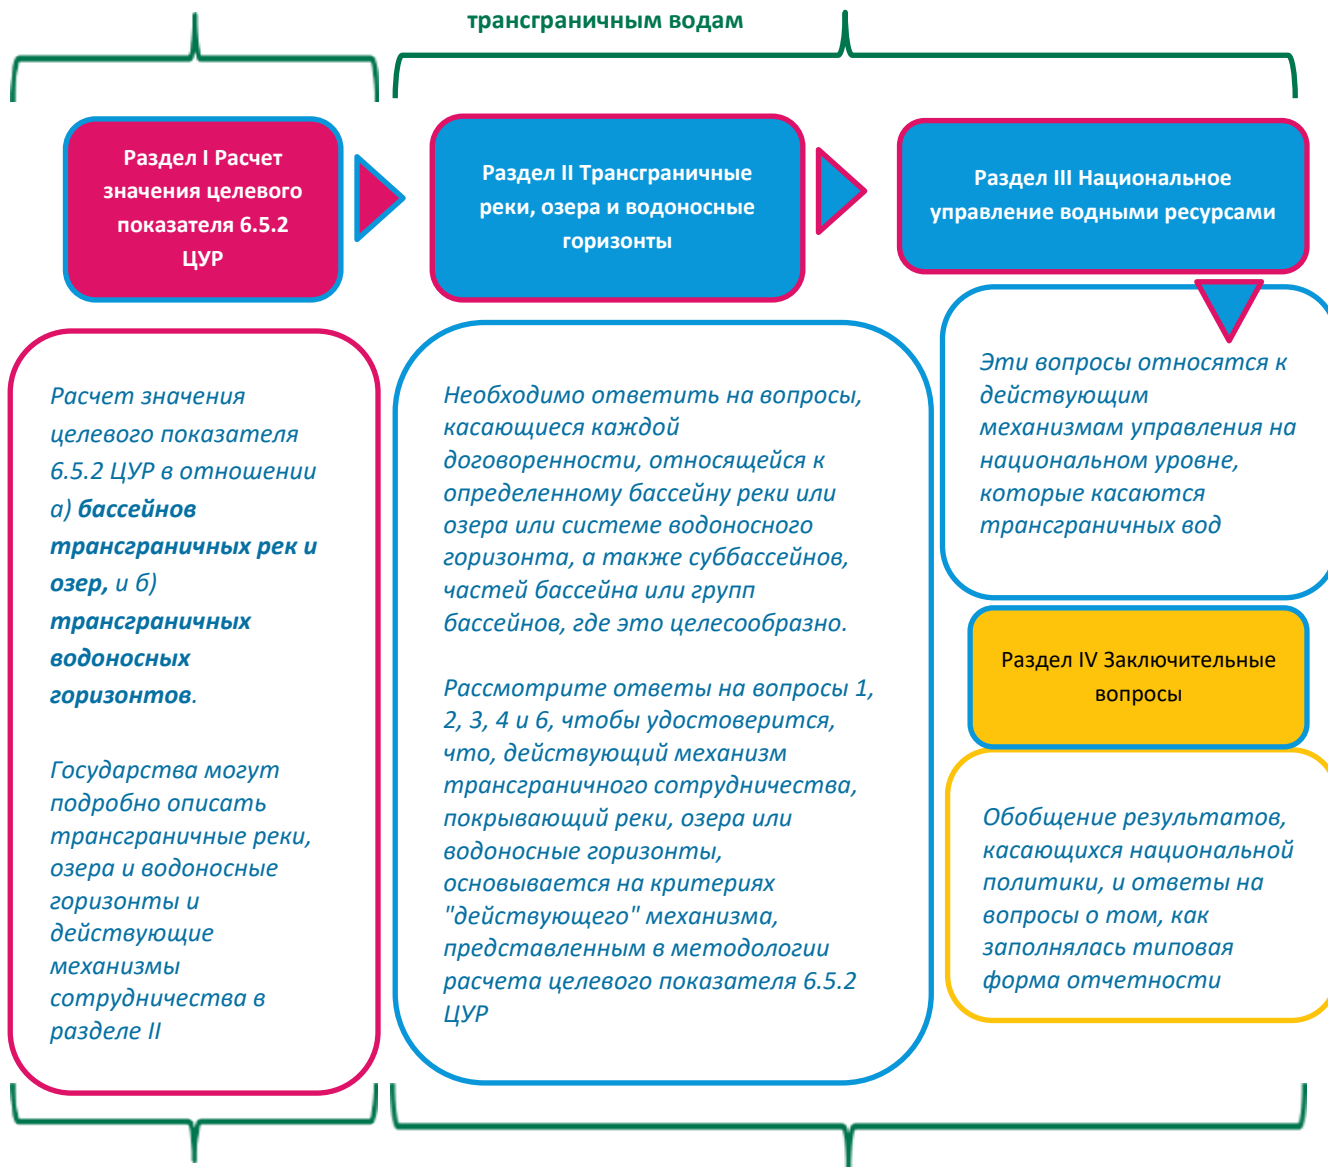 трансграничным водам
Раздел I Расчет
значения целевого
показателя 6.5.2
ЦУР
Раздел II Трансграничные
реки, озера и водоносные
горизонты
Раздел III Национальное
управление водными ресурсами
Расчет значения
целевого показателя
6.5.2 ЦУР в отношении
а) бассейнов
трансграничных рек и
озер, и б)
трансграничных
водоносных
горизонтов.
Государства могут
подробно описать
трансграничные реки,
озера и водоносные
горизонты и
действующие
механизмы
сотрудничества в
разделе II
Необходимо ответить на вопросы,
касающиеся каждой
договоренности, относящейся к
определенному бассейну реки или
озера или системе водоносного
горизонта, а также суббассейнов,
частей бассейна или групп
бассейнов, где это целесообразно.
Рассмотрите ответы на вопросы 1,
2, 3, 4 и 6, чтобы удостоверится,
что, действующий механизм
трансграничного сотрудничества,
покрывающий реки, озера или
водоносные горизонты,
основывается на критериях
"действующего" механизма,
представленным в методологии
расчета целевого показателя 6.5.2
ЦУР
Эти вопросы относятся к
действующим
механизмам управления на
национальном уровне,
которые касаются
трансграничных вод
Раздел IV Заключительные
вопросы
Обобщение результатов,
касающихся национальной
политики, и ответы на
вопросы о том, как
заполнялась типовая
форма отчетности